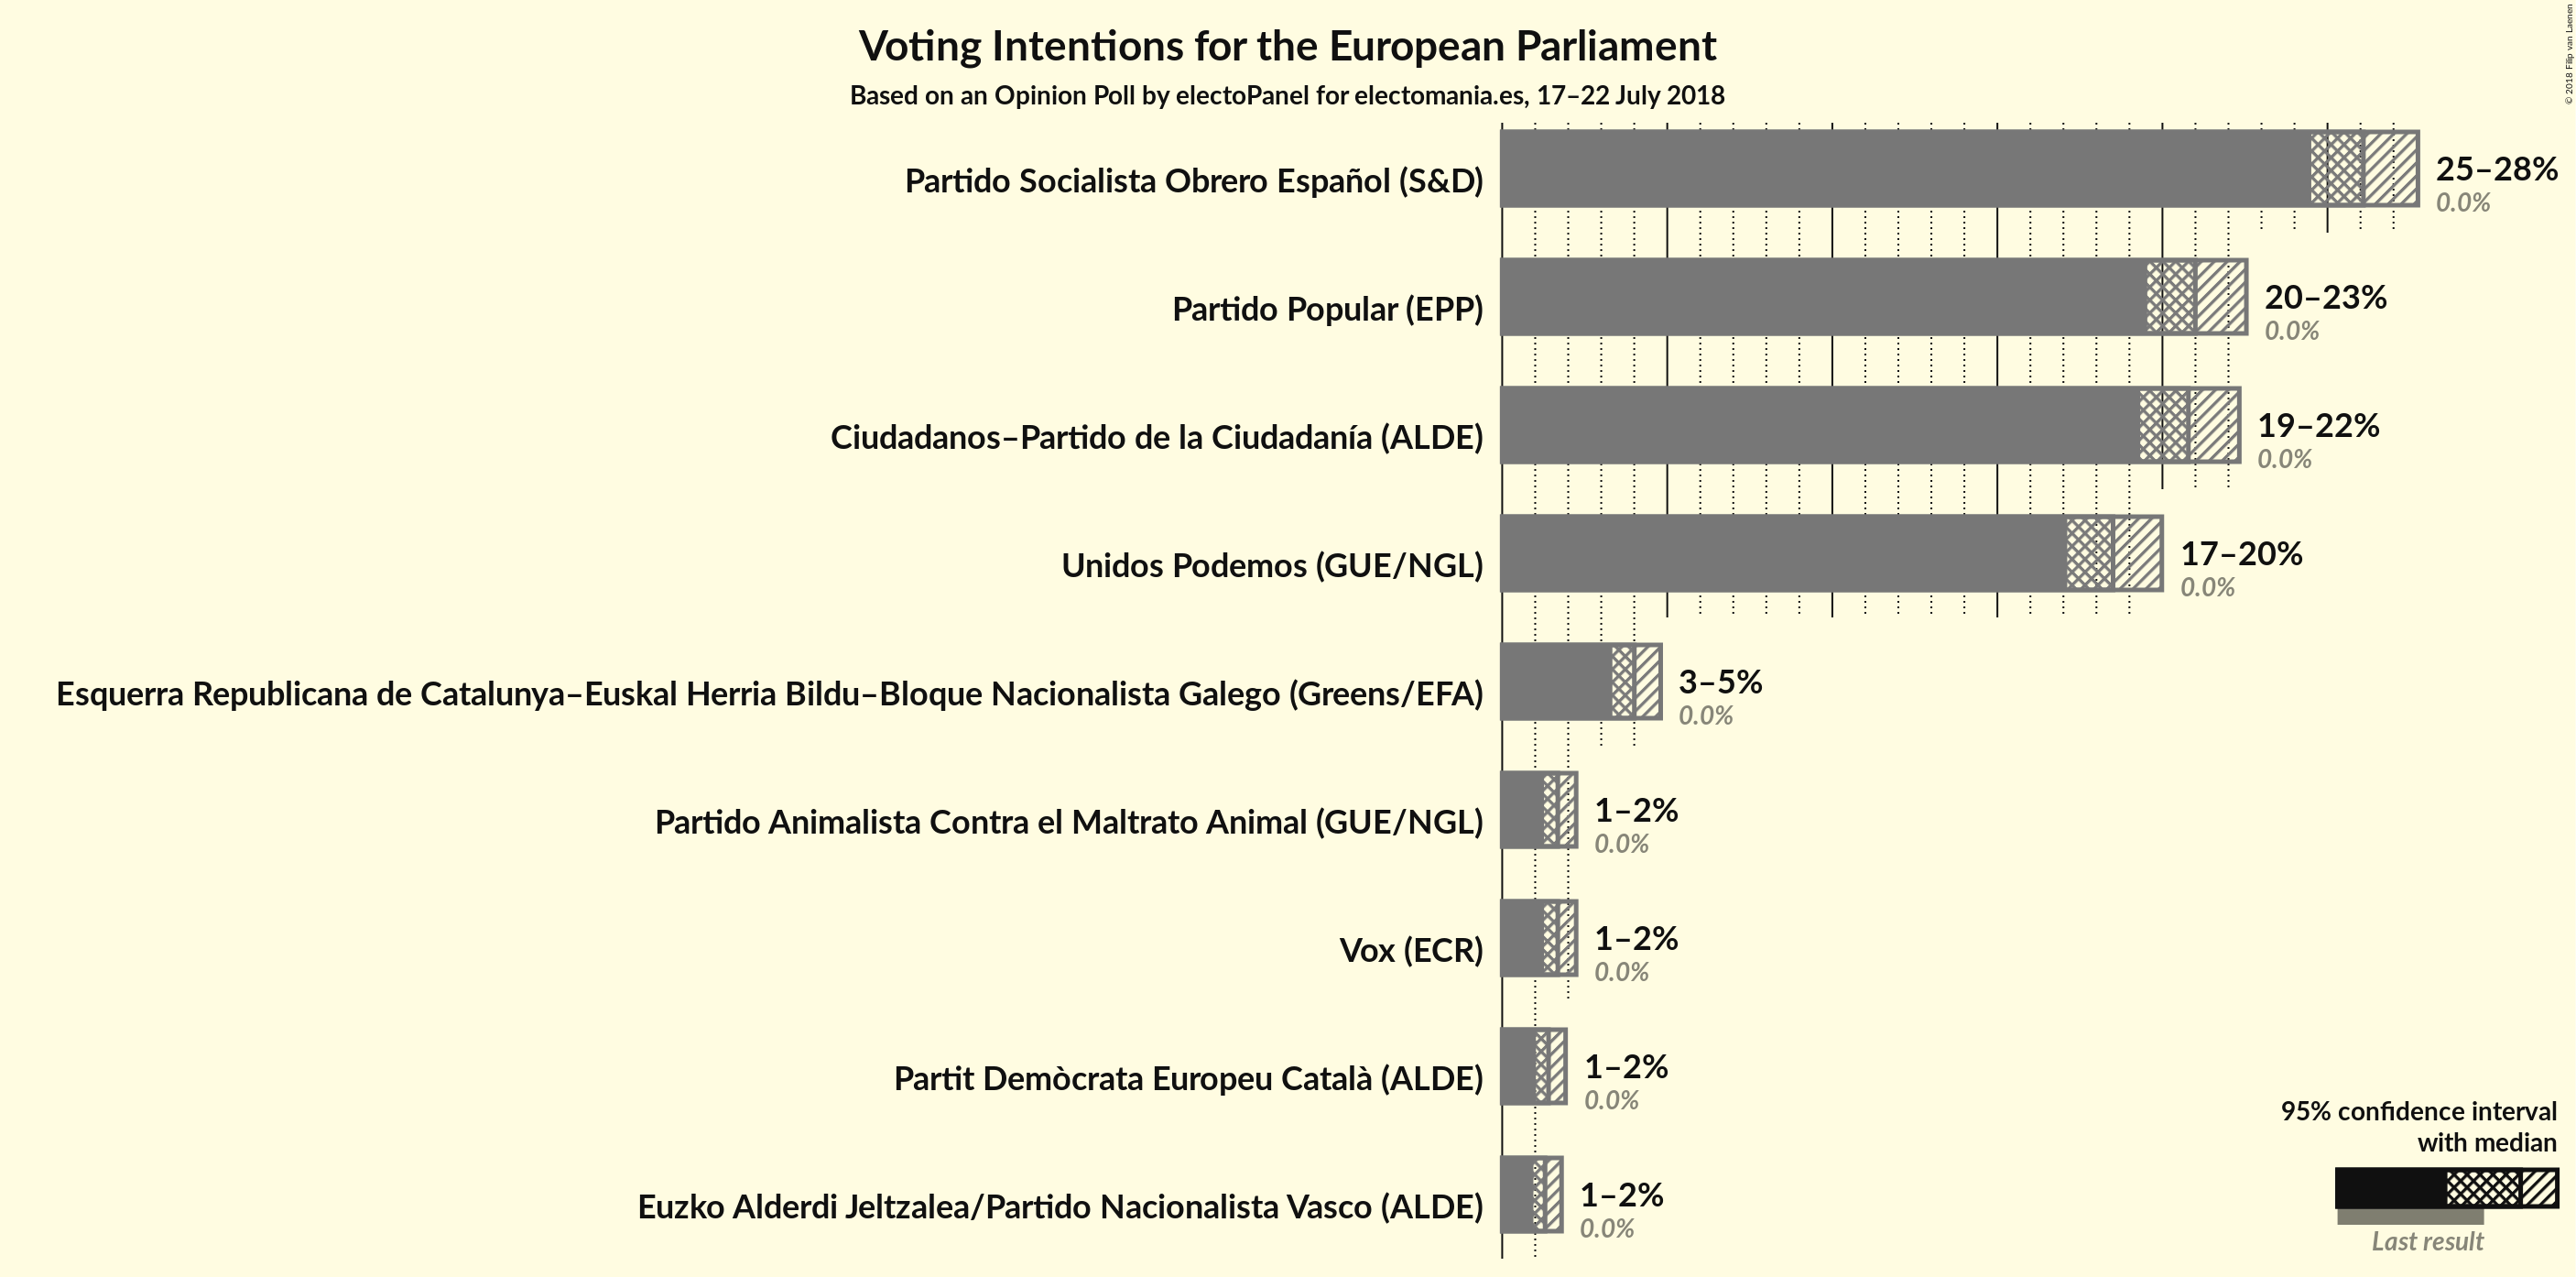 Voting Intentions for the European Parliament
Based on an Opinion Poll by electoPanel for electomania.es, 17–22 July 2018
© 2018 Filip van Laenen
Partido Socialista Obrero Español (S&D)
25–28%
0.0%
Partido Popular (EPP)
20–23%
0.0%
Ciudadanos–Partido de la Ciudadanía (ALDE)
19–22%
0.0%
Unidos Podemos (GUE/NGL)
17–20%
0.0%
Esquerra Republicana de Catalunya–Euskal Herria Bildu–Bloque Nacionalista Galego (Greens/EFA)
3–5%
0.0%
Partido Animalista Contra el Maltrato Animal (GUE/NGL)
1–2%
0.0%
Vox (ECR)
1–2%
0.0%
Partit Demòcrata Europeu Català (ALDE)
1–2%
0.0%
Euzko Alderdi Jeltzalea/Partido Nacionalista Vasco (ALDE)
1–2%
0.0%
95% confidence interval
with median
Last result